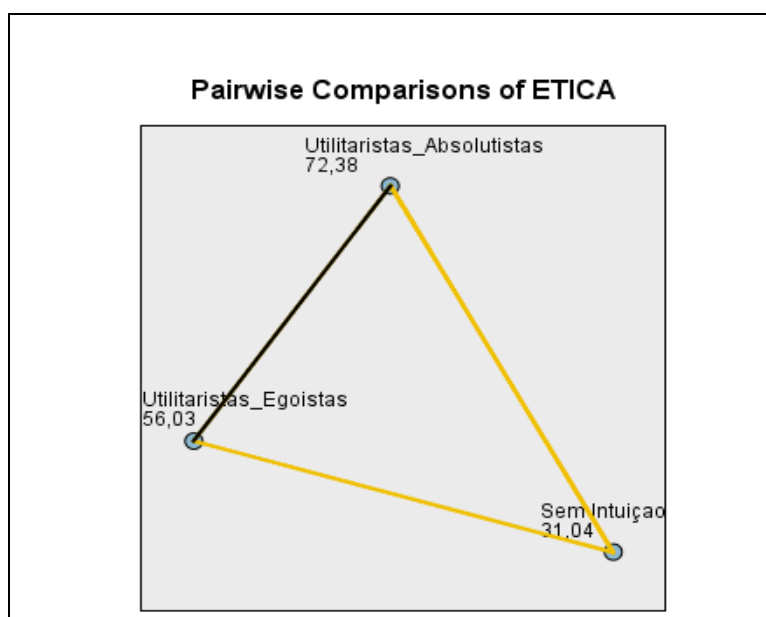 Pairwise Comparisons of ETICA
Utilitaristas_Absolutistas
72,38
Utilitaristas_Egoistas
56,03
Sem Intuiçao
31,04